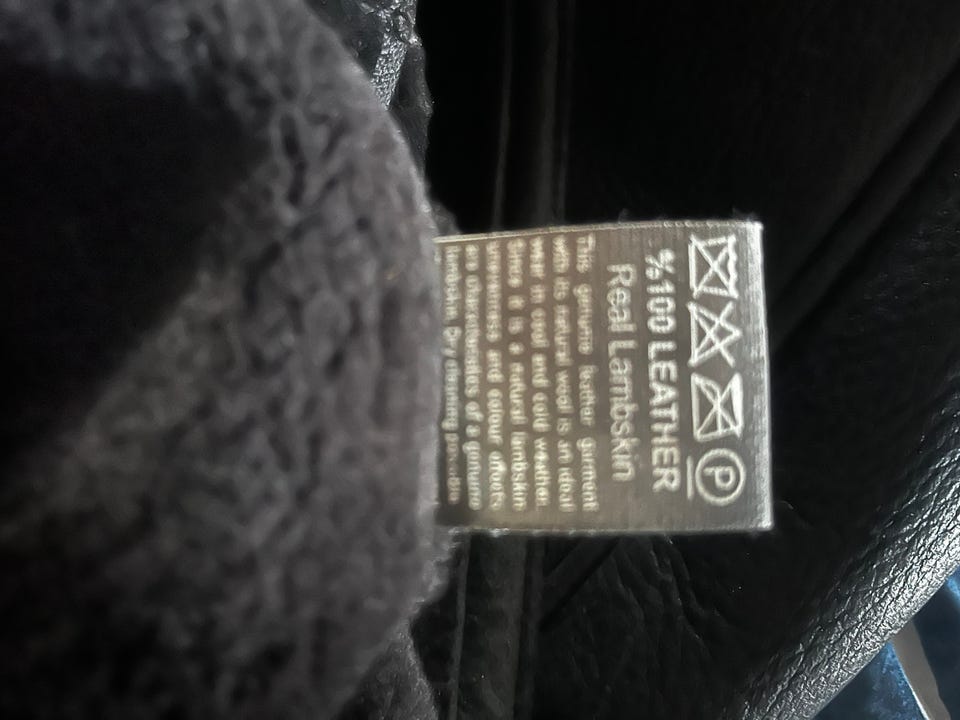 P
%100 LEATHER
Real Lambskin
This genuine leather garment
with its natural wool is an ideal
wear in cool and cold weather.
Since it is a natural lambskin
unevenness and colour effects
are characteristics of a genuine
lambskin. Dry cleaning possible